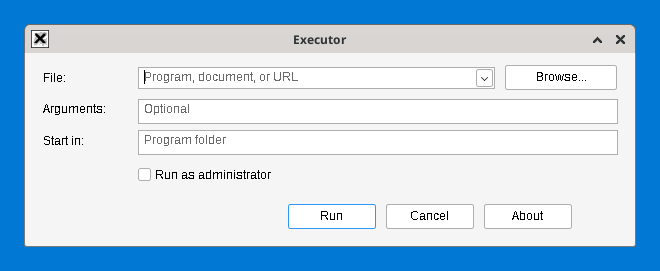 Executor
File: Program, document, or URL Browse...
Arguments: Optional
Start in: Program folder
Run as administrator
Run Cancel About